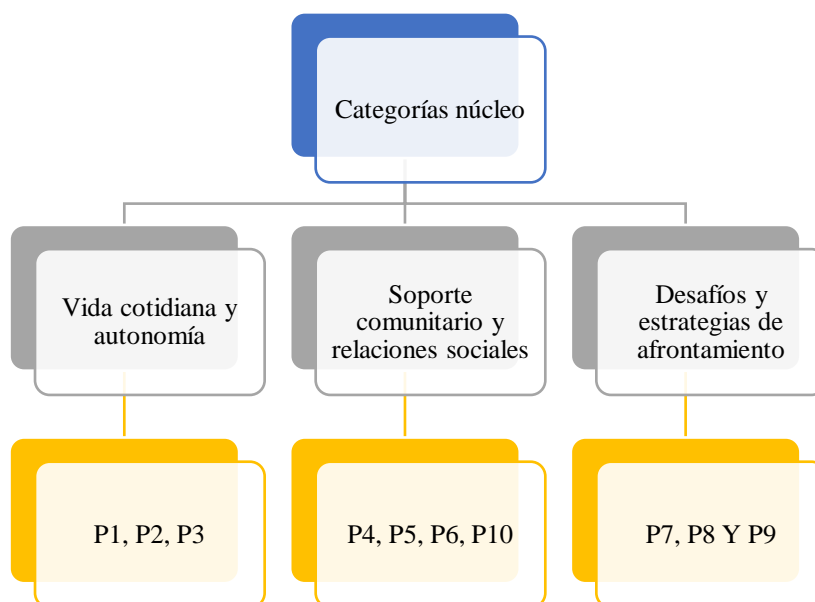 Categorías núcleo
Vida cotidiana y
autonomía
Soporte
comunitario y
relaciones sociales
Desafíos y
estrategias de
afrontamiento
P1, P2, P3
P4, P5, P6, P10
P7, P8 Y P9